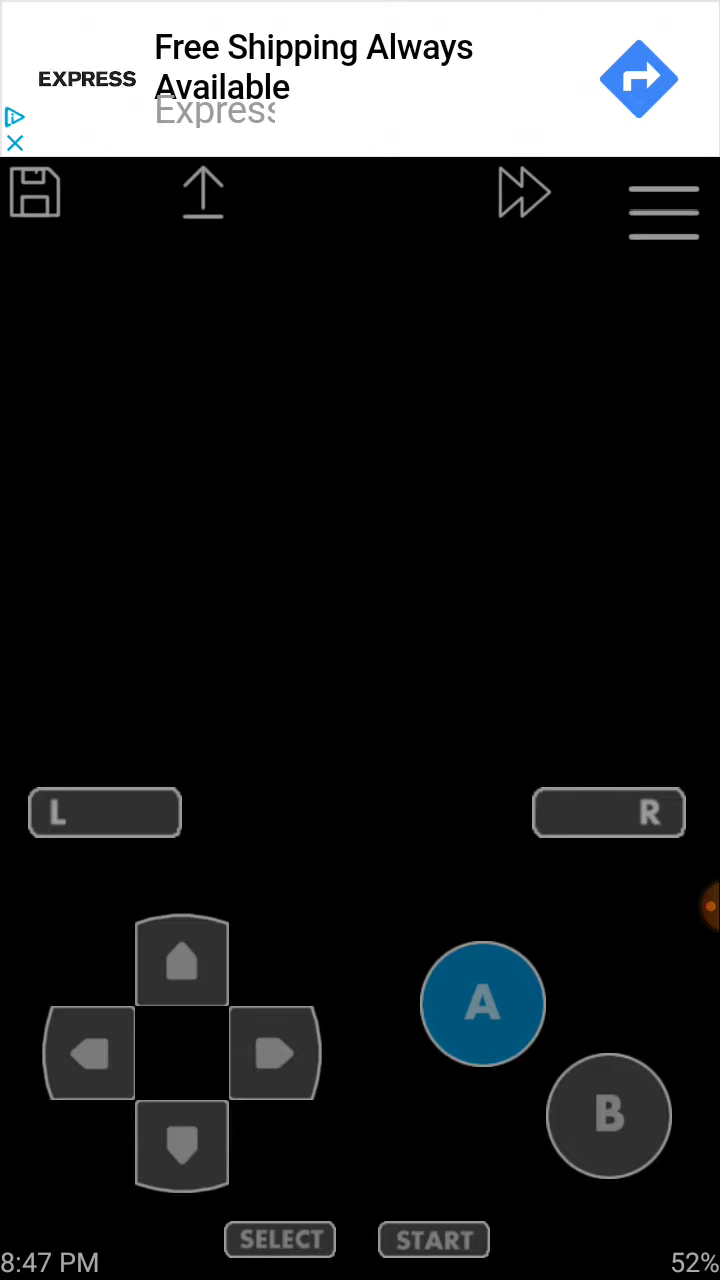 Free Shipping Always
EXPRESS
Available
Express
L
R
A
B
SELECT
START
8:47 PM
52%